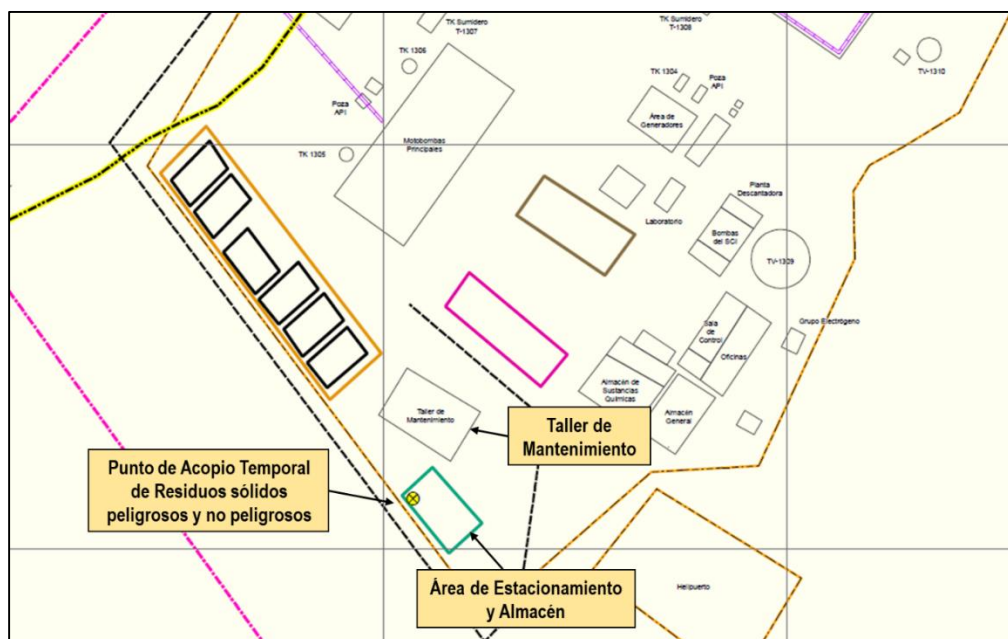 TK Sumidero
T-1307
TK Sumidero
T-1308
TK 1306
TV-1310
TK 1304
Poza
API
Poza
API
Área de
Generadores
Motobombas
Principales
TK 1305
Planta
Descantadora
Laboratorio
Bombas
del SCI
TV-1309
Grupo Electrógeno
Sala
de
Control
Oficinas
Almacén de
Sustancias
Químicas
Almacén
General
Taller de
Mantenimiento
Taller de
Mantenimiento
Punto de Acopio Temporal
de Residuos sólidos
peligrosos y no peligrosos
Área de Estacionamiento
y Almacén
Helipuerto